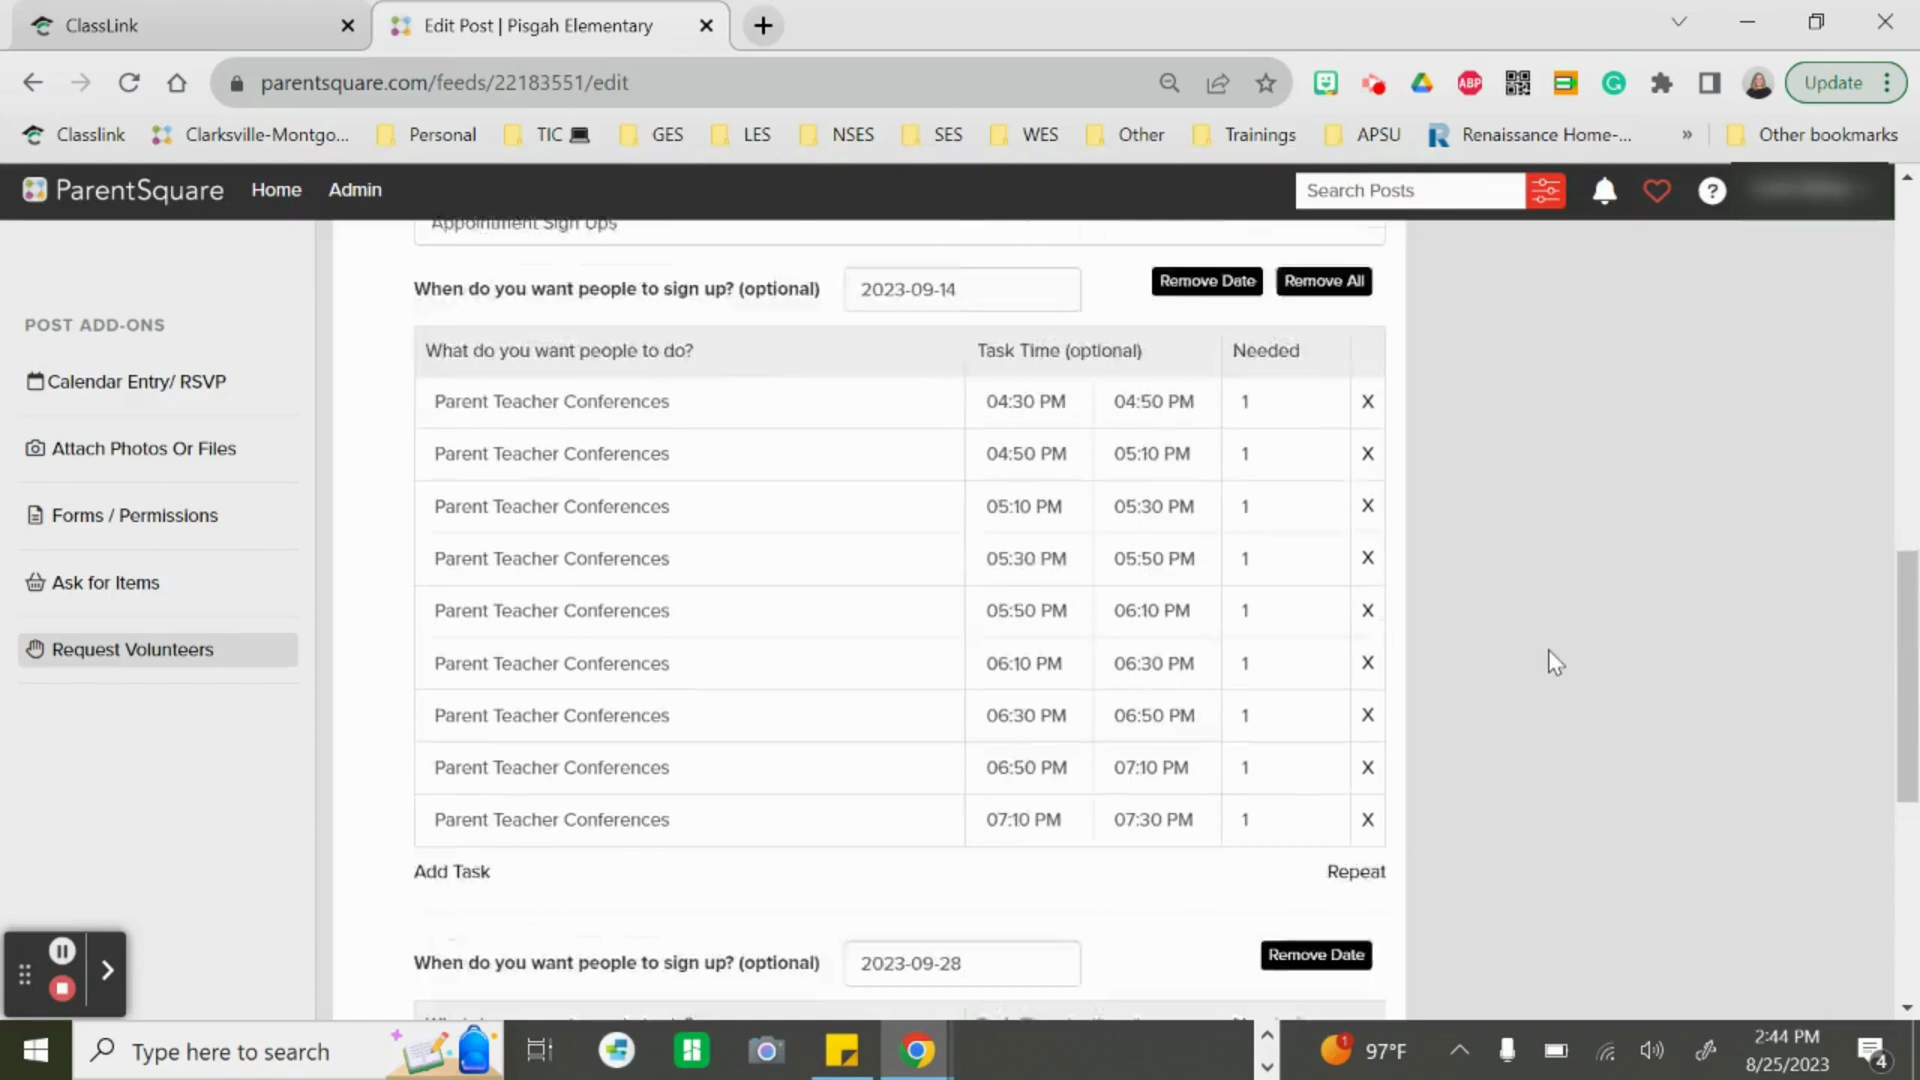 ClassLink
Edit Post | Pisgah Elementary
parentsquare.com/feeds/22183551/edit
ABP
Update
Classlink
Clarksville-Montgo...
Personal
TIC
GES
LES
NSES
SES
WES
Other
Trainings
APSU
Renaissance Home-...
»
Other bookmarks
ParentSquare
Home
Admin
Search Posts
Appointment Sign Ups
When do you want people to sign up? (optional) 2023-09-14 Remove Date Remove All
POST ADD-ONS
Calendar Entry/ RSVP
Attach Photos Or Files
Forms / Permissions
Ask for Items
Request Volunteers
What do you want people to do? Task Time (optional) Needed
Parent Teacher Conferences 04:30 PM 04:50 PM 1 X
Parent Teacher Conferences 04:50 PM 05:10 PM 1 X
Parent Teacher Conferences 05:10 PM 05:30 PM 1 X
Parent Teacher Conferences 05:30 PM 05:50 PM 1 X
Parent Teacher Conferences 05:50 PM 06:10 PM 1 X
Parent Teacher Conferences 06:10 PM 06:30 PM 1 X
Parent Teacher Conferences 06:30 PM 06:50 PM 1 X
Parent Teacher Conferences 06:50 PM 07:10 PM 1 X
Parent Teacher Conferences 07:10 PM 07:30 PM 1 X
Add Task Repeat
When do you want people to sign up? (optional) 2023-09-28 Remove Date
Type here to search
1
97°F
2:44 PM
8/25/2023
4